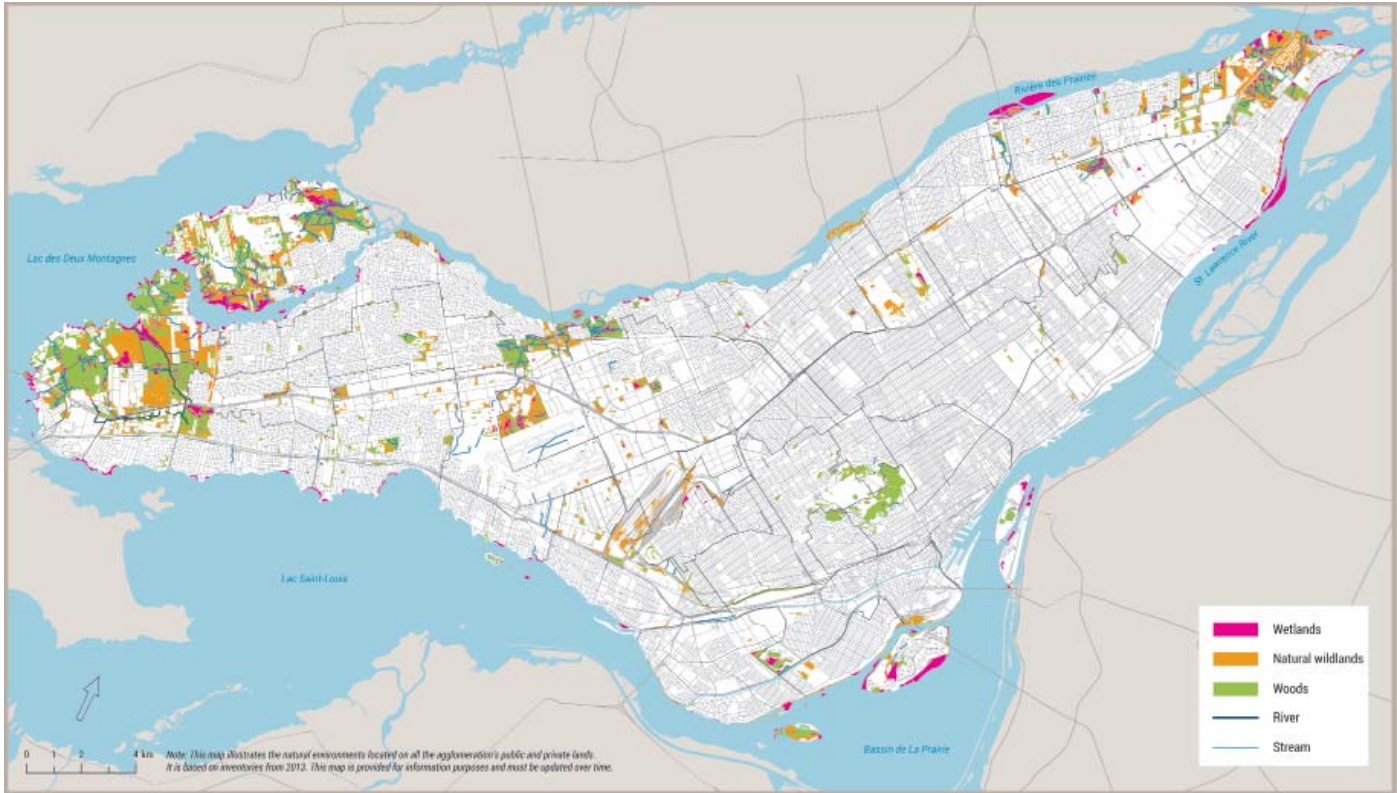 Rivière des Prairies
Lac des Deux Montagnes
St. Lawrence River
Lac Saint-Louis
Bassin de La Prairie
Wetlands
Natural wildlands
Woods
River
Stream
0 1 2 4 km
Note: This map illustrates the natural environments located on all the agglomeration's public and private lands.
It is based on inventories from 2013. This map is provided for information purposes and must be updated over time.